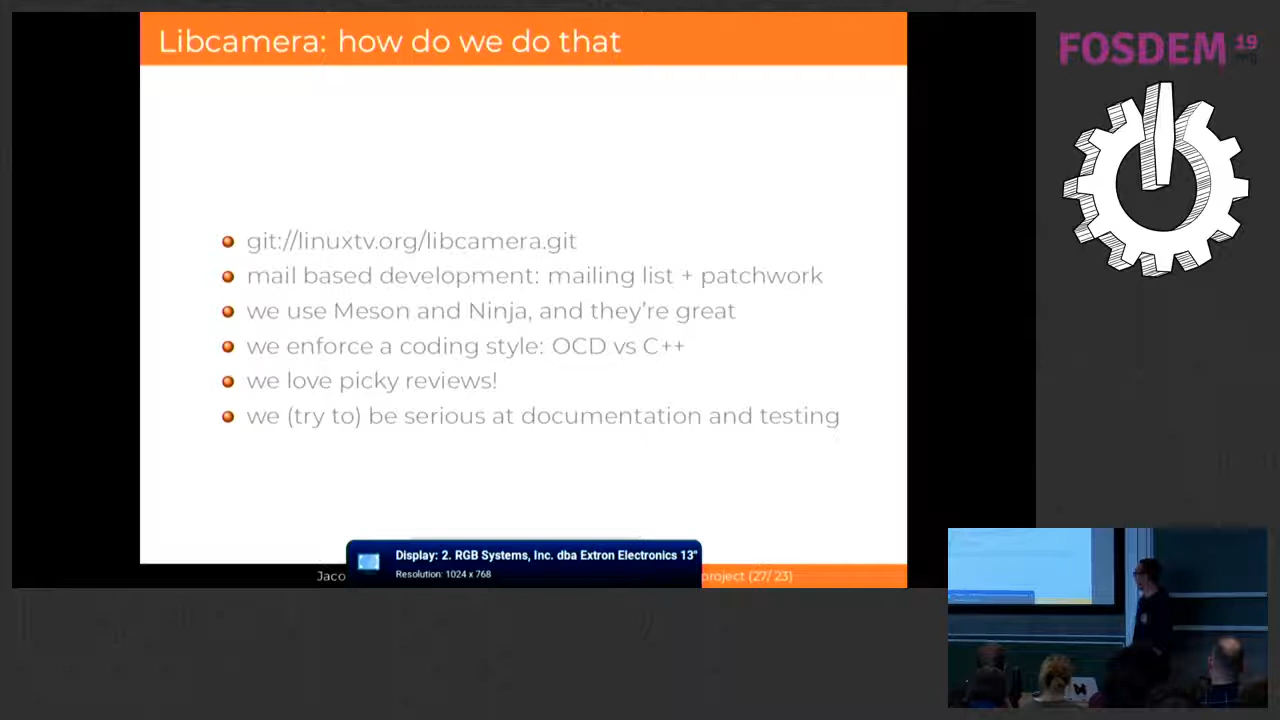 Libcamera: how do we do that
FOSDEM 19
.org
git://linuxtv.org/libcamera.git
mail based development: mailing list + patchwork
we use Meson and Ninja, and they're great
we enforce a coding style: OCD vs C++
we love picky reviews!
we (try to) be serious at documentation and testing
Display: 2. RGB Systems, Inc. dba Extron Electronics 13"
Resolution: 1024 x 768
Jaco
project (27/ 23)